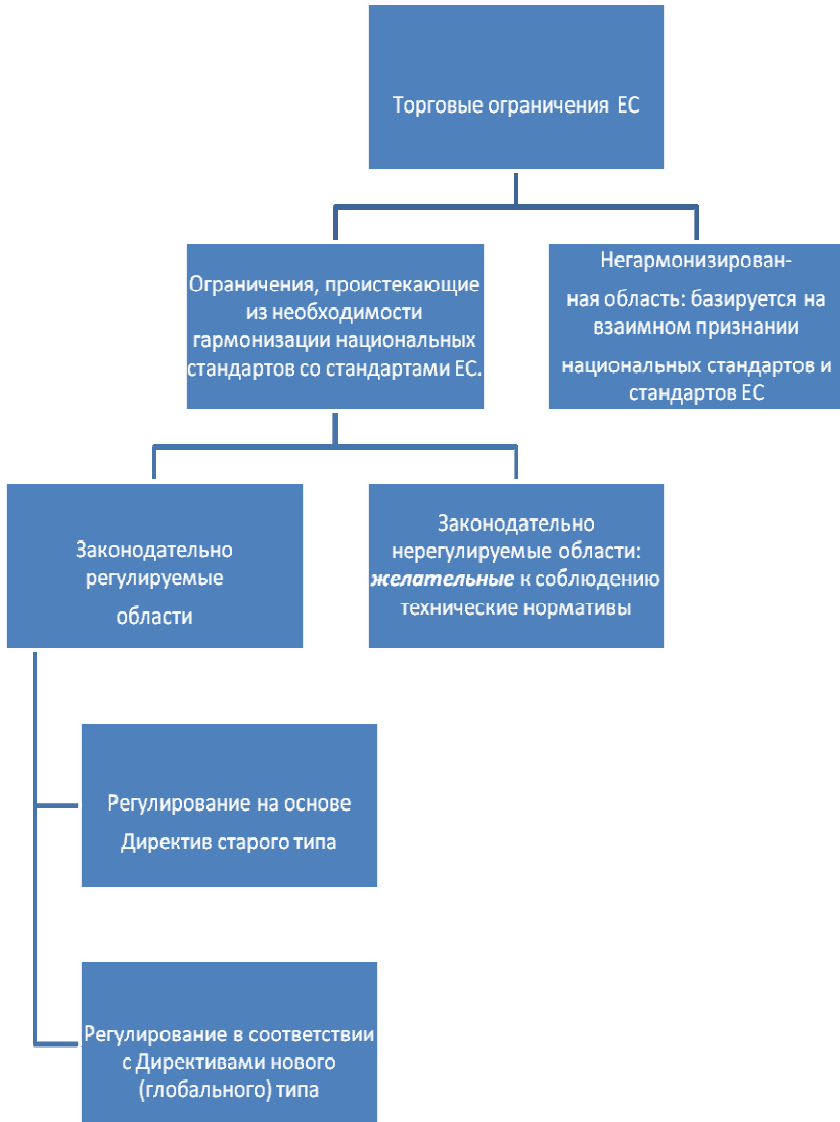 Торговые ограничения ЕС
Ограничения, проистекающие
из необходимости
гармонизации национальных
стандартов со стандартами ЕС.
Негармонизирован-
ная область: базируется на
взаимном признании
национальных стандартов и
стандартов ЕС
Законодательно
регулируемые
области
Законодательно
нерегулируемые области:
желательные к соблюдению
технические нормативы
Регулирование на основе
Директив старого типа
Регулирование в соответствии
с Директивами нового
(глобального) типа